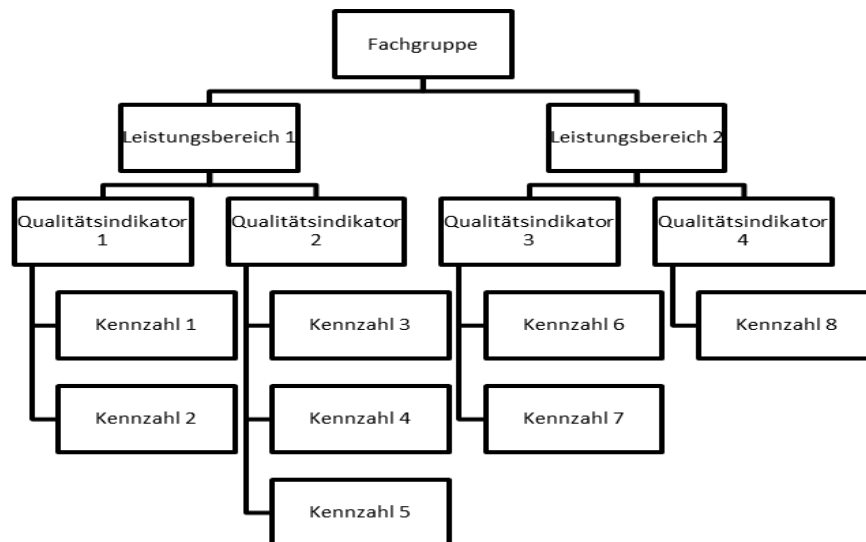 Fachgruppe
Leistungsbereich 1
Leistungsbereich 2
Qualitätsindikator
1
Qualitätsindikator
2
Qualitätsindikator
3
Qualitätsindikator
4
Kennzahl 1
Kennzahl 3
Kennzahl 6
Kennzahl 8
Kennzahl 2
Kennzahl 4
Kennzahl 7
Kennzahl 5